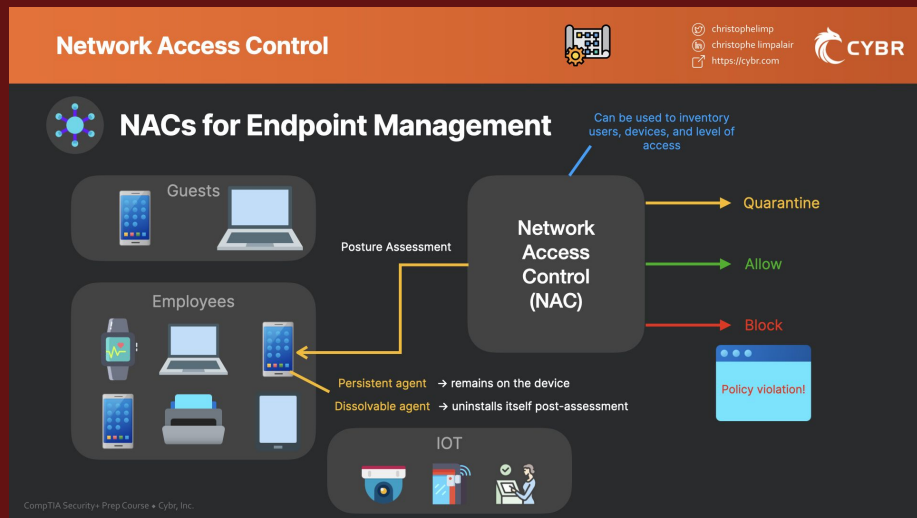 Network Access Control
christophelimp
christophe limpalair
https://cybr.com
CYBR
NACs for Endpoint Management
Can be used to inventory
users, devices, and level of
access
Guests
Posture Assessment
Network
Access
Control
(NAC)
Quarantine
Allow
Block
Policy violation!
Employees
Persistent agent → remains on the device
Dissolvable agent → uninstalls itself post-assessment
IOT
CompTIA Security+ Prep Course • Cybr, Inc.